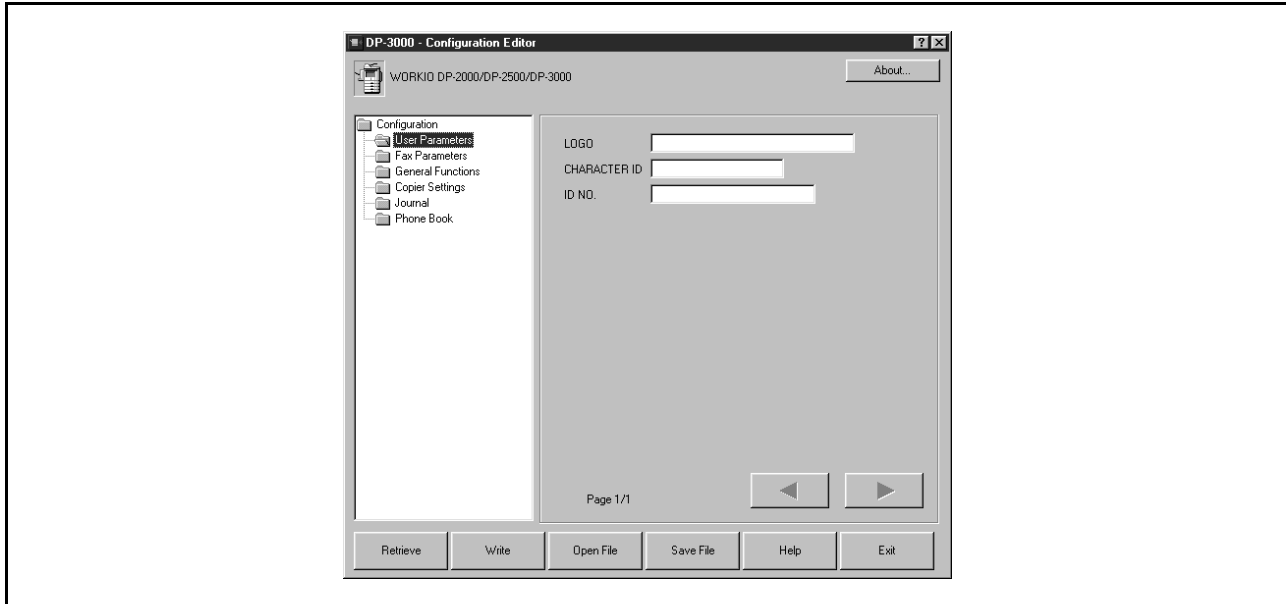 DP-3000 - Configuration Editor
WORKIO DP-2000/DP-2500/DP-3000
About...
Configuration
User Parameters
Fax Parameters
General Functions
Copier Settings
Journal
Phone Book
LOGO
CHARACTER ID
ID NO.
Page 1/1
Retrieve
Write
Open File
Save File
Help
Exit